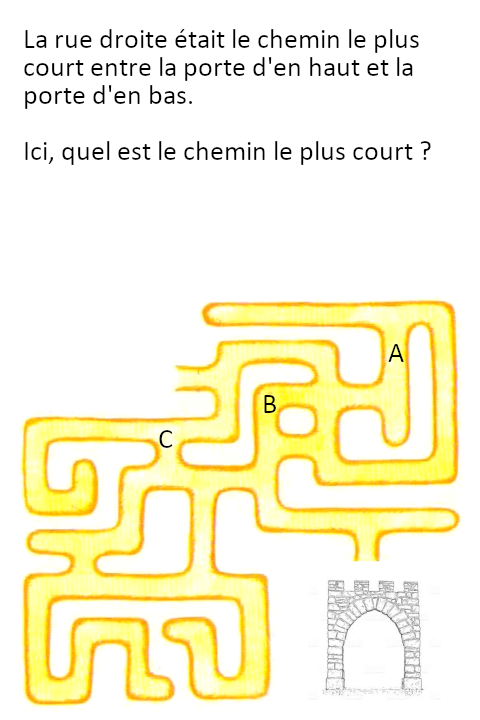 La rue droite était le chemin le plus
court entre la porte d'en haut et la
porte d'en bas.
Ici, quel est le chemin le plus court ?
A
B
C